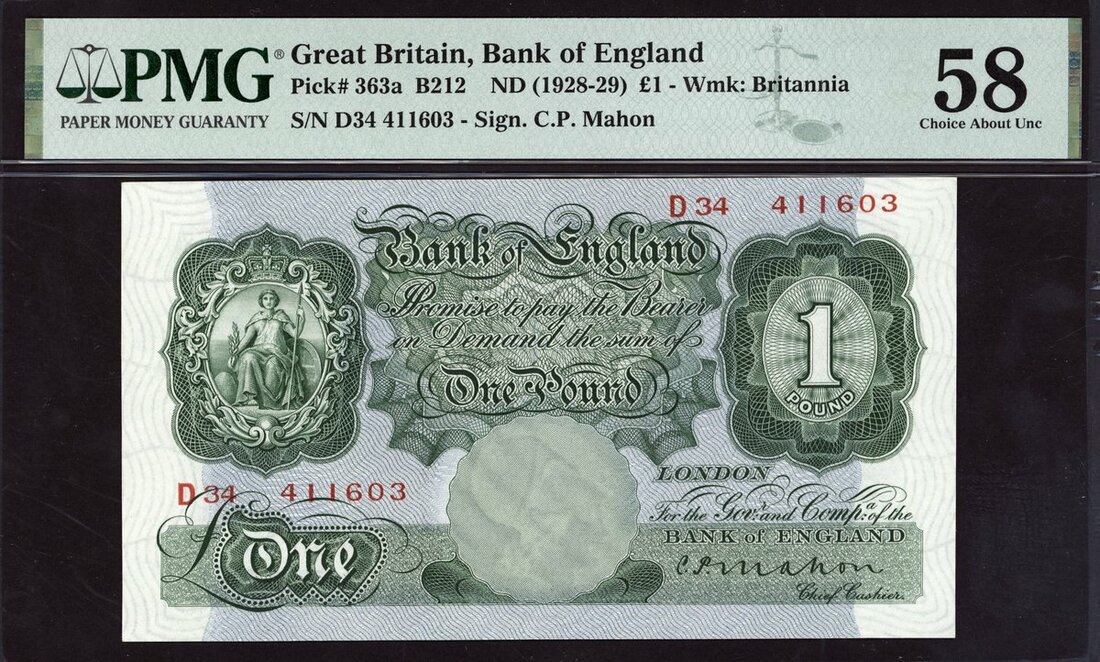 PMG®
PAPER MONEY GUARANTY
Great Britain, Bank of England
Pick# 363a B212 ND (1928-29) £1 - Wmk: Britannia
S/N D34 411603 - Sign. C.P. Mahon
58
Choice About Unc
D34 411603
Bank of England
Promise to pay the Bearer
on Demand the sum of
One Pound
1
POUND
D34 411603
£One
LONDON
For the Gov.r and Comp.a of the
BANK of ENGLAND
C.P. Mahon
Chief Cashier.